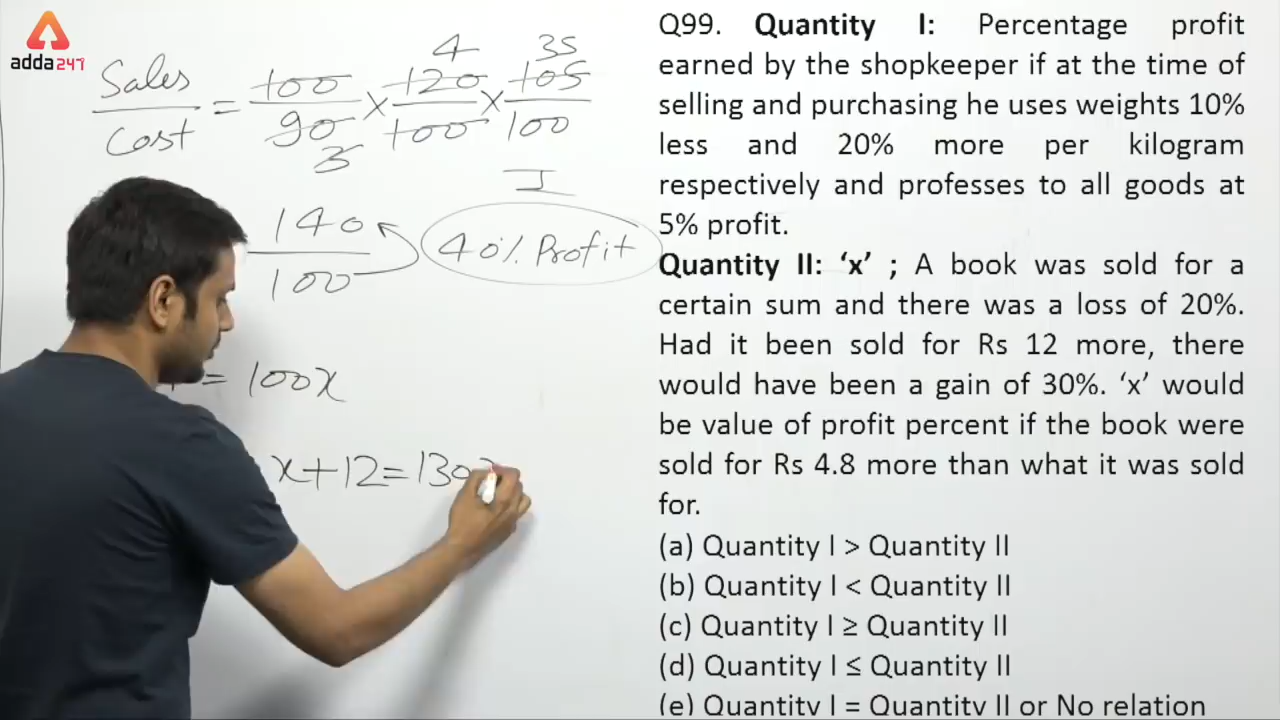 adda247
Sales
Cost
= 100/90 × 120/100 × 105/100
4
35
3
I
140
100
40% Profit
= 100x
x+12=130
Q99. Quantity I: Percentage profit
earned by the shopkeeper if at the time of
selling and purchasing he uses weights 10%
less and 20% more per kilogram
respectively and professes to all goods at
5% profit.
Quantity II: ‘x’ ; A book was sold for a
certain sum and there was a loss of 20%.
Had it been sold for Rs 12 more, there
would have been a gain of 30%. ‘x’ would
be value of profit percent if the book were
sold for Rs 4.8 more than what it was sold
for.
(a) Quantity I > Quantity II
(b) Quantity I < Quantity II
(c) Quantity I ≥ Quantity II
(d) Quantity I ≤ Quantity II
(e) Quantity I = Quantity II or No relation